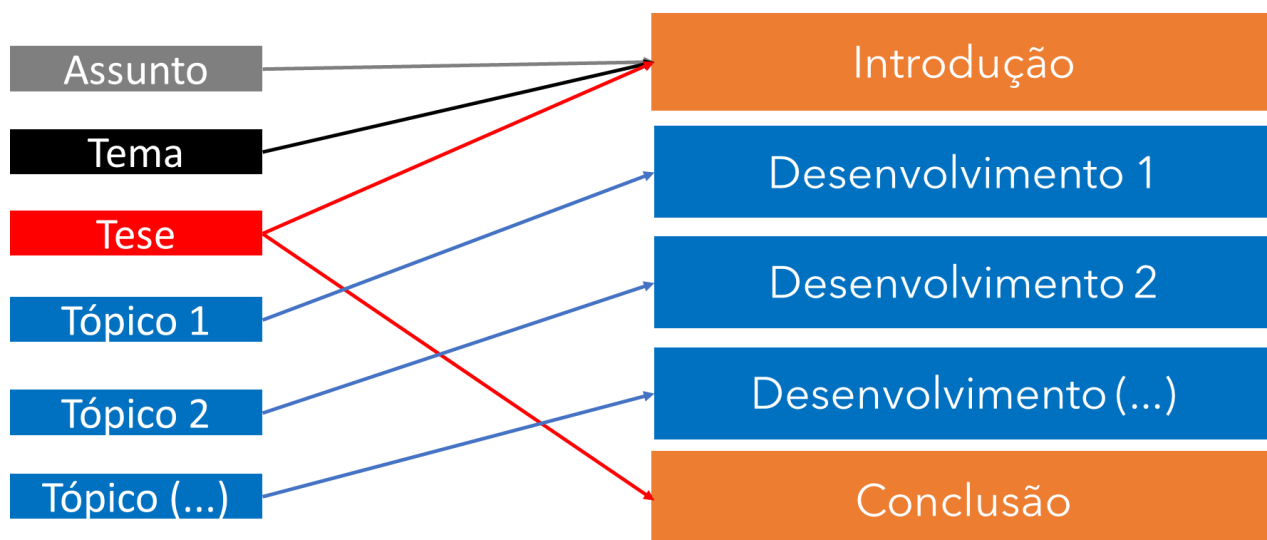 Assunto
Tema
Tese
Tópico 1
Tópico 2
Tópico (...)
Introdução
Desenvolvimento 1
Desenvolvimento 2
Desenvolvimento (...)
Conclusão